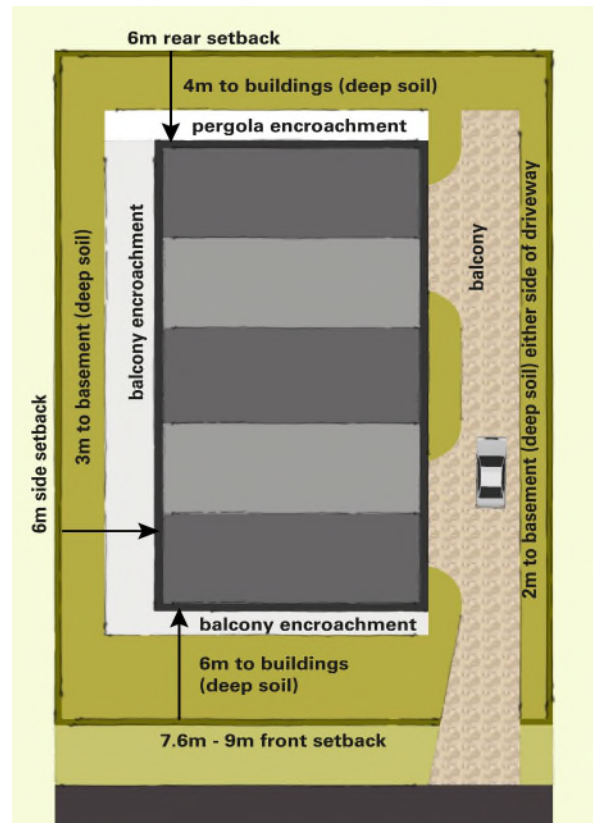 6m rear setback
4m to buildings (deep soil)
pergola encroachment
balcony encroachment
3m to basement (deep soil)
6m side setback
balcony
2m to basement (deep soil) either side of driveway
balcony encroachment
6m to buildings
(deep soil)
7.6m - 9m front setback